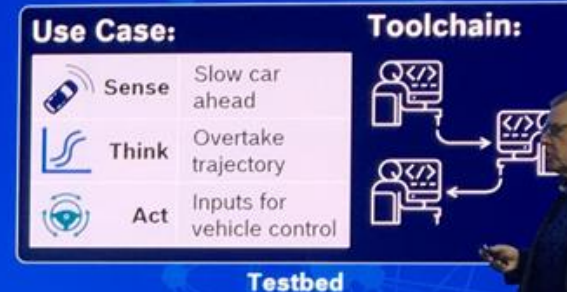 Use Case:
Toolchain:
Sense
Slow car
ahead
Think
Overtake
trajectory
Act
Inputs for
vehicle control
</>
</>
</>
Testbed